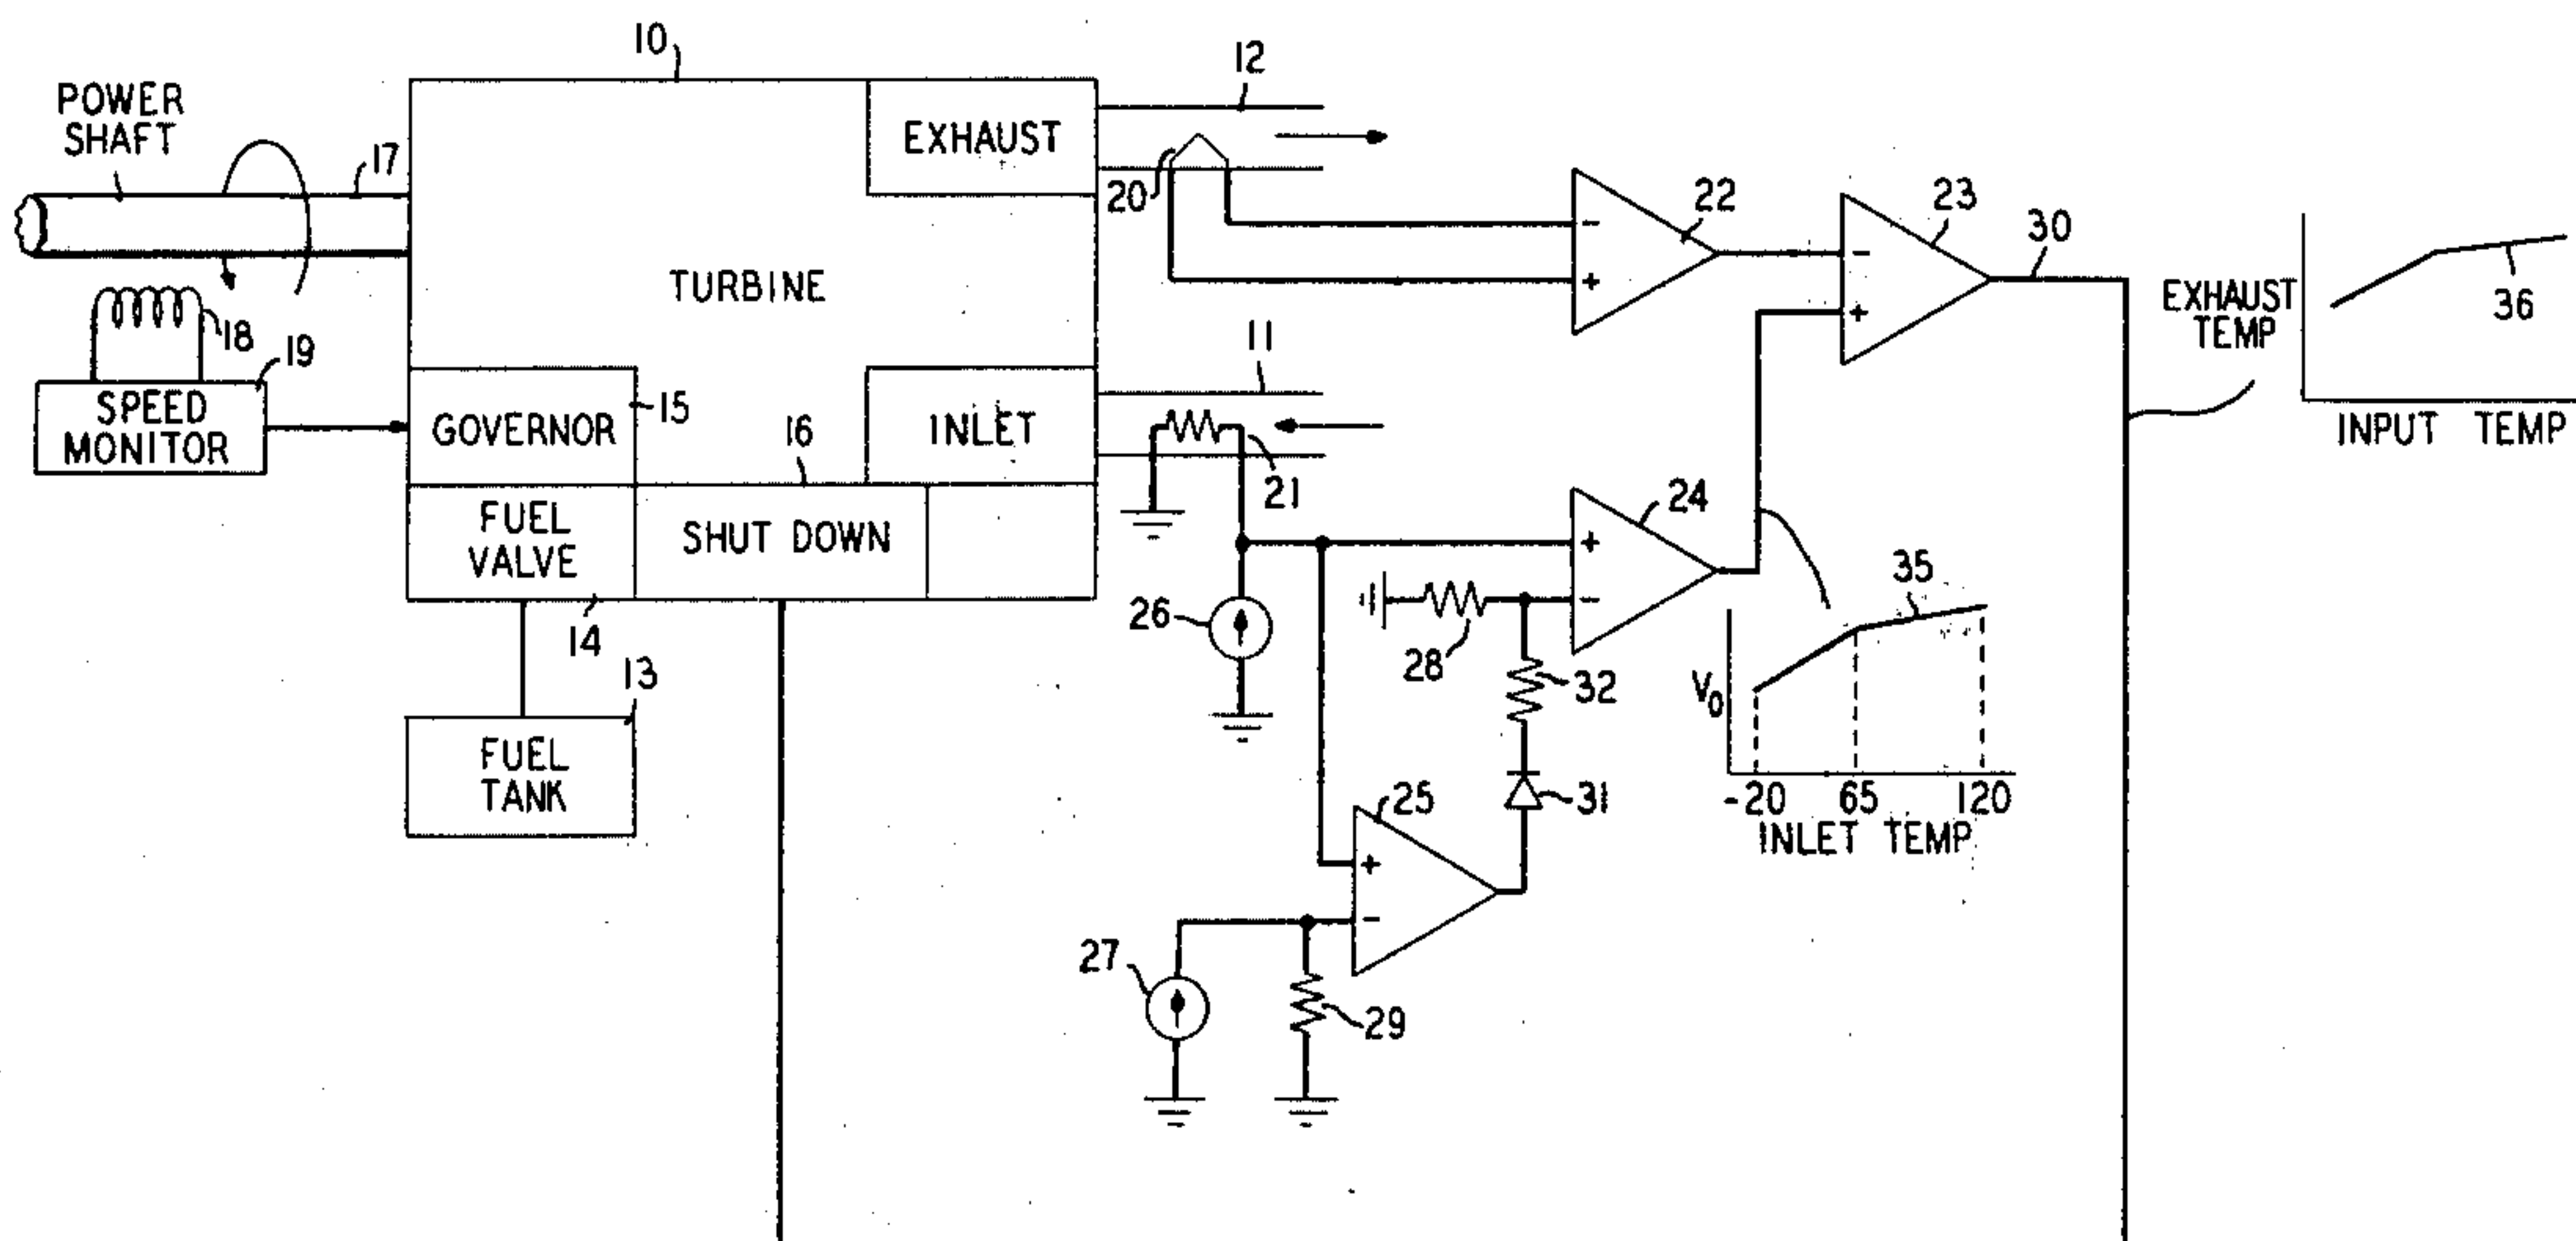 10
12
POWER
SHAFT
17
EXHAUST
20
22
23
30
TURBINE
EXHAUST
TEMP
36
INPUT TEMP
18
19
SPEED
MONITOR
GOVERNOR
15
16
INLET
11
21
FUEL
VALVE
SHUT DOWN
14
13
FUEL
TANK
-
+
-
+
24
+
-
26
28
32
35
V0
-20 65 120
INLET TEMP
31
25
+
-
27
29